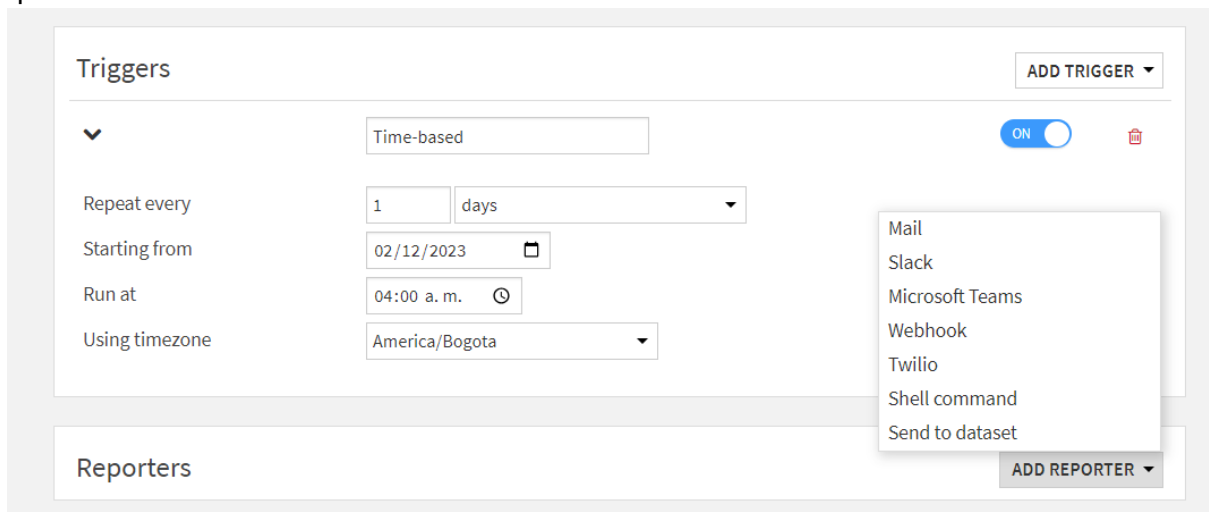 Triggers
ADD TRIGGER
Time-based
ON
Repeat every
1
days
Starting from
02/12/2023
Run at
04:00 a. m.
Using timezone
America/Bogota
Mail
Slack
Microsoft Teams
Webhook
Twilio
Shell command
Send to dataset
Reporters
ADD REPORTER